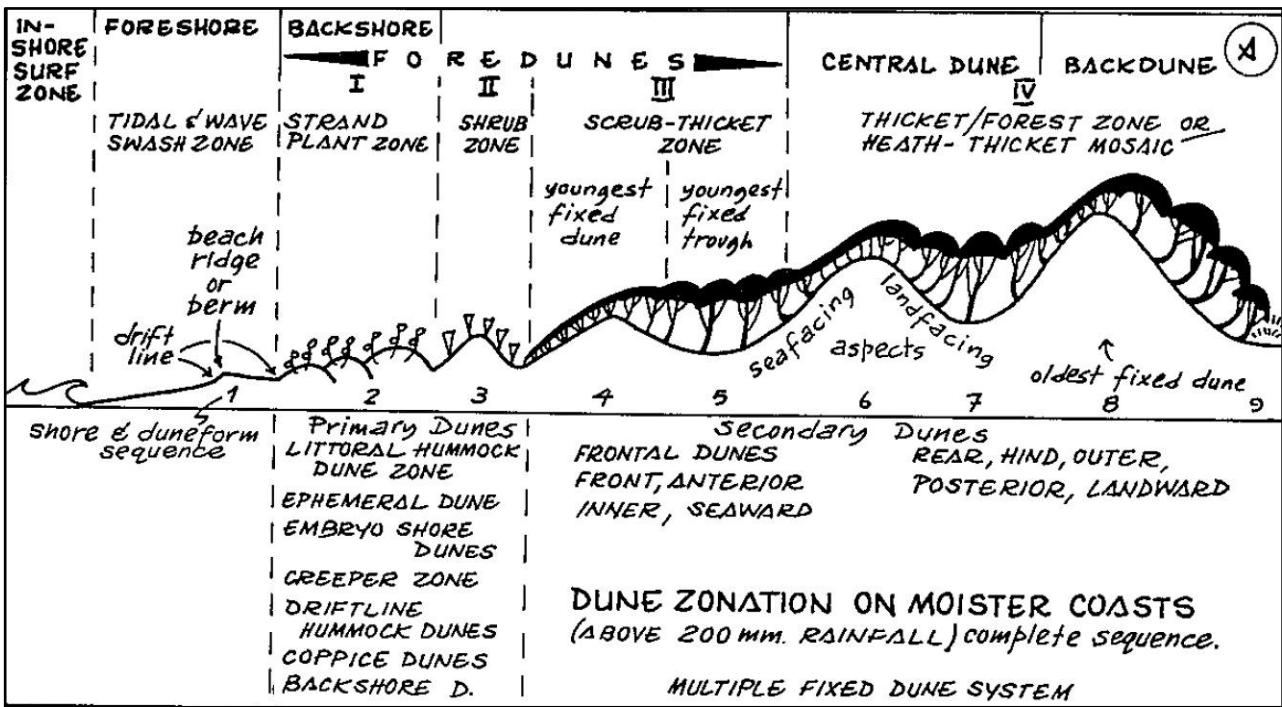 IN-
SHORE
SURF
ZONE
FORESHORE
BACKSHORE
FOREDUNES
CENTRAL DUNE
BACKDUNE
A
I
II
III
IV
TIDAL & WAVE
SWASH ZONE
STRAND
PLANT ZONE
SHRUB
ZONE
SCRUB-THICKET
ZONE
THICKET/FOREST ZONE OR
HEATH-THICKET MOSAIC
youngest
fixed
dune
youngest
fixed
trough
beach
ridge
or
berm
drift
line
seafacing
landfacing
aspects
oldest fixed dune
1 2 3 4 5 6 7 8 9
shore & duneform
sequence
Primary Dunes
LITTORAL HUMMOCK
DUNE ZONE
EPHEMERAL DUNE
EMBRYO SHORE
DUNES
CREEPER ZONE
DRIFTLINE
HUMMOCK DUNES
COPPICE DUNES
BACKSHORE D.
Secondary Dunes
FRONTAL DUNES
FRONT, ANTERIOR
INNER, SEAWARD
REAR, HIND, OUTER,
POSTERIOR, LANDWARD
DUNE ZONATION ON MOISTER COASTS
(ABOVE 200 mm. RAINFALL) complete sequence.
MULTIPLE FIXED DUNE SYSTEM